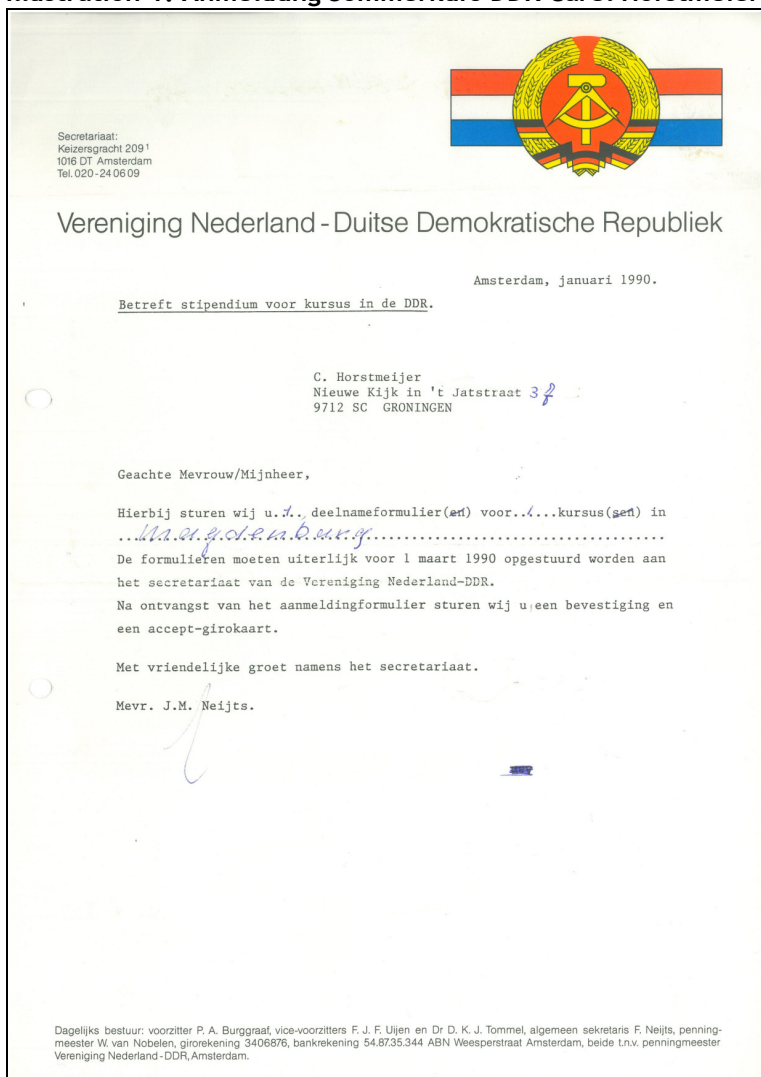 Secretariaat:
Keizersgracht 209 1
1016 DT Amsterdam
Tel. 020-24 06 09
Vereniging Nederland-Duitse Demokratische Republiek
Amsterdam, januari 1990.
Betreft stipendium voor kursus in de DDR.
C. Horstmeijer
Nieuwe Kijk in 't Jatstraat 3 f
9712 SC GRONINGEN
Geachte Mevrouw/Mijnheer,
Hierbij sturen wij u.1.. deelnameformulier(en) voor..1...kursus(sen) in
...Magdenburg......................................
De formulieren moeten uiterlijk voor 1 maart 1990 opgestuurd worden aan
het secretariaat van de Vereniging Nederland-DDR.
Na ontvangst van het aanmeldingformulier sturen wij u een bevestiging en
een accept-girokaart.
Met vriendelijke groet namens het secretariaat.
Mevr. J.M. Neijts.
Dagelijks bestuur: voorzitter P. A. Burggraaf, vice-voorzitters F. J. F. Uijen en Dr D. K. J. Tommel, algemeen sekretaris F. Neijts, penning-
meester W. van Nobelen, girorekening 3406876, bankrekening 54.87.35.344 ABN Weesperstraat Amsterdam, beide t.n.v. penningmeester
Vereniging Nederland-DDR, Amsterdam.